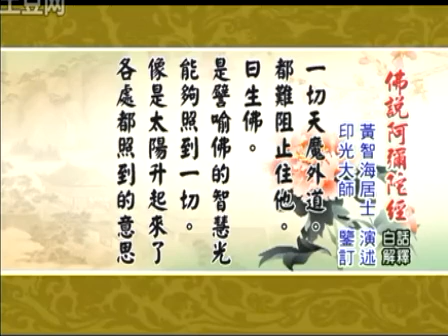 土豆网
佛說阿彌陀經
白話解釋
黃智海居士 演述
印光大師 鑒訂
一切天魔外道。
都難阻止住他。
日生佛。
是譬喻佛的智慧光
能夠照到一切。
像是太陽升起來了
各處都照到的意思